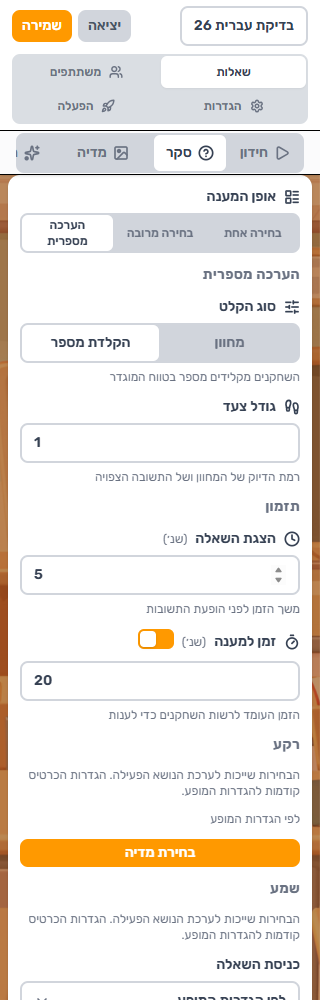 בדיקת עברית 26
יציאה
שמירה
שאלות
משתתפים
הגדרות
הפעלה
חידון
סקר
מדיה
אופן המענה
בחירה אחת
בחירה מרובה
הערכה
מספרית
הערכה מספרית
סוג הקלט
מחוון
הקלדת מספר
השחקנים מקלידים מספר בטווח המוגדר
גודל צעד
1
רמת הדיוק של המחוון ושל התשובה הצפויה
תזמון
הצגת השאלה (שנ׳)
5
משך הזמן לפני הופעת התשובות
זמן למענה (שנ׳)
20
הזמן העומד לרשות השחקנים כדי לענות
רקע
הבחירות שייכות לערכת הנושא הפעילה. הגדרות הכרטיס
קודמות להגדרות המופע.
לפי הגדרות המופע
בחירת מדיה
שמע
הבחירות שייכות לערכת הנושא הפעילה. הגדרות הכרטיס
קודמות להגדרות המופע.
כניסת השאלה
לפי הגדרות המופע